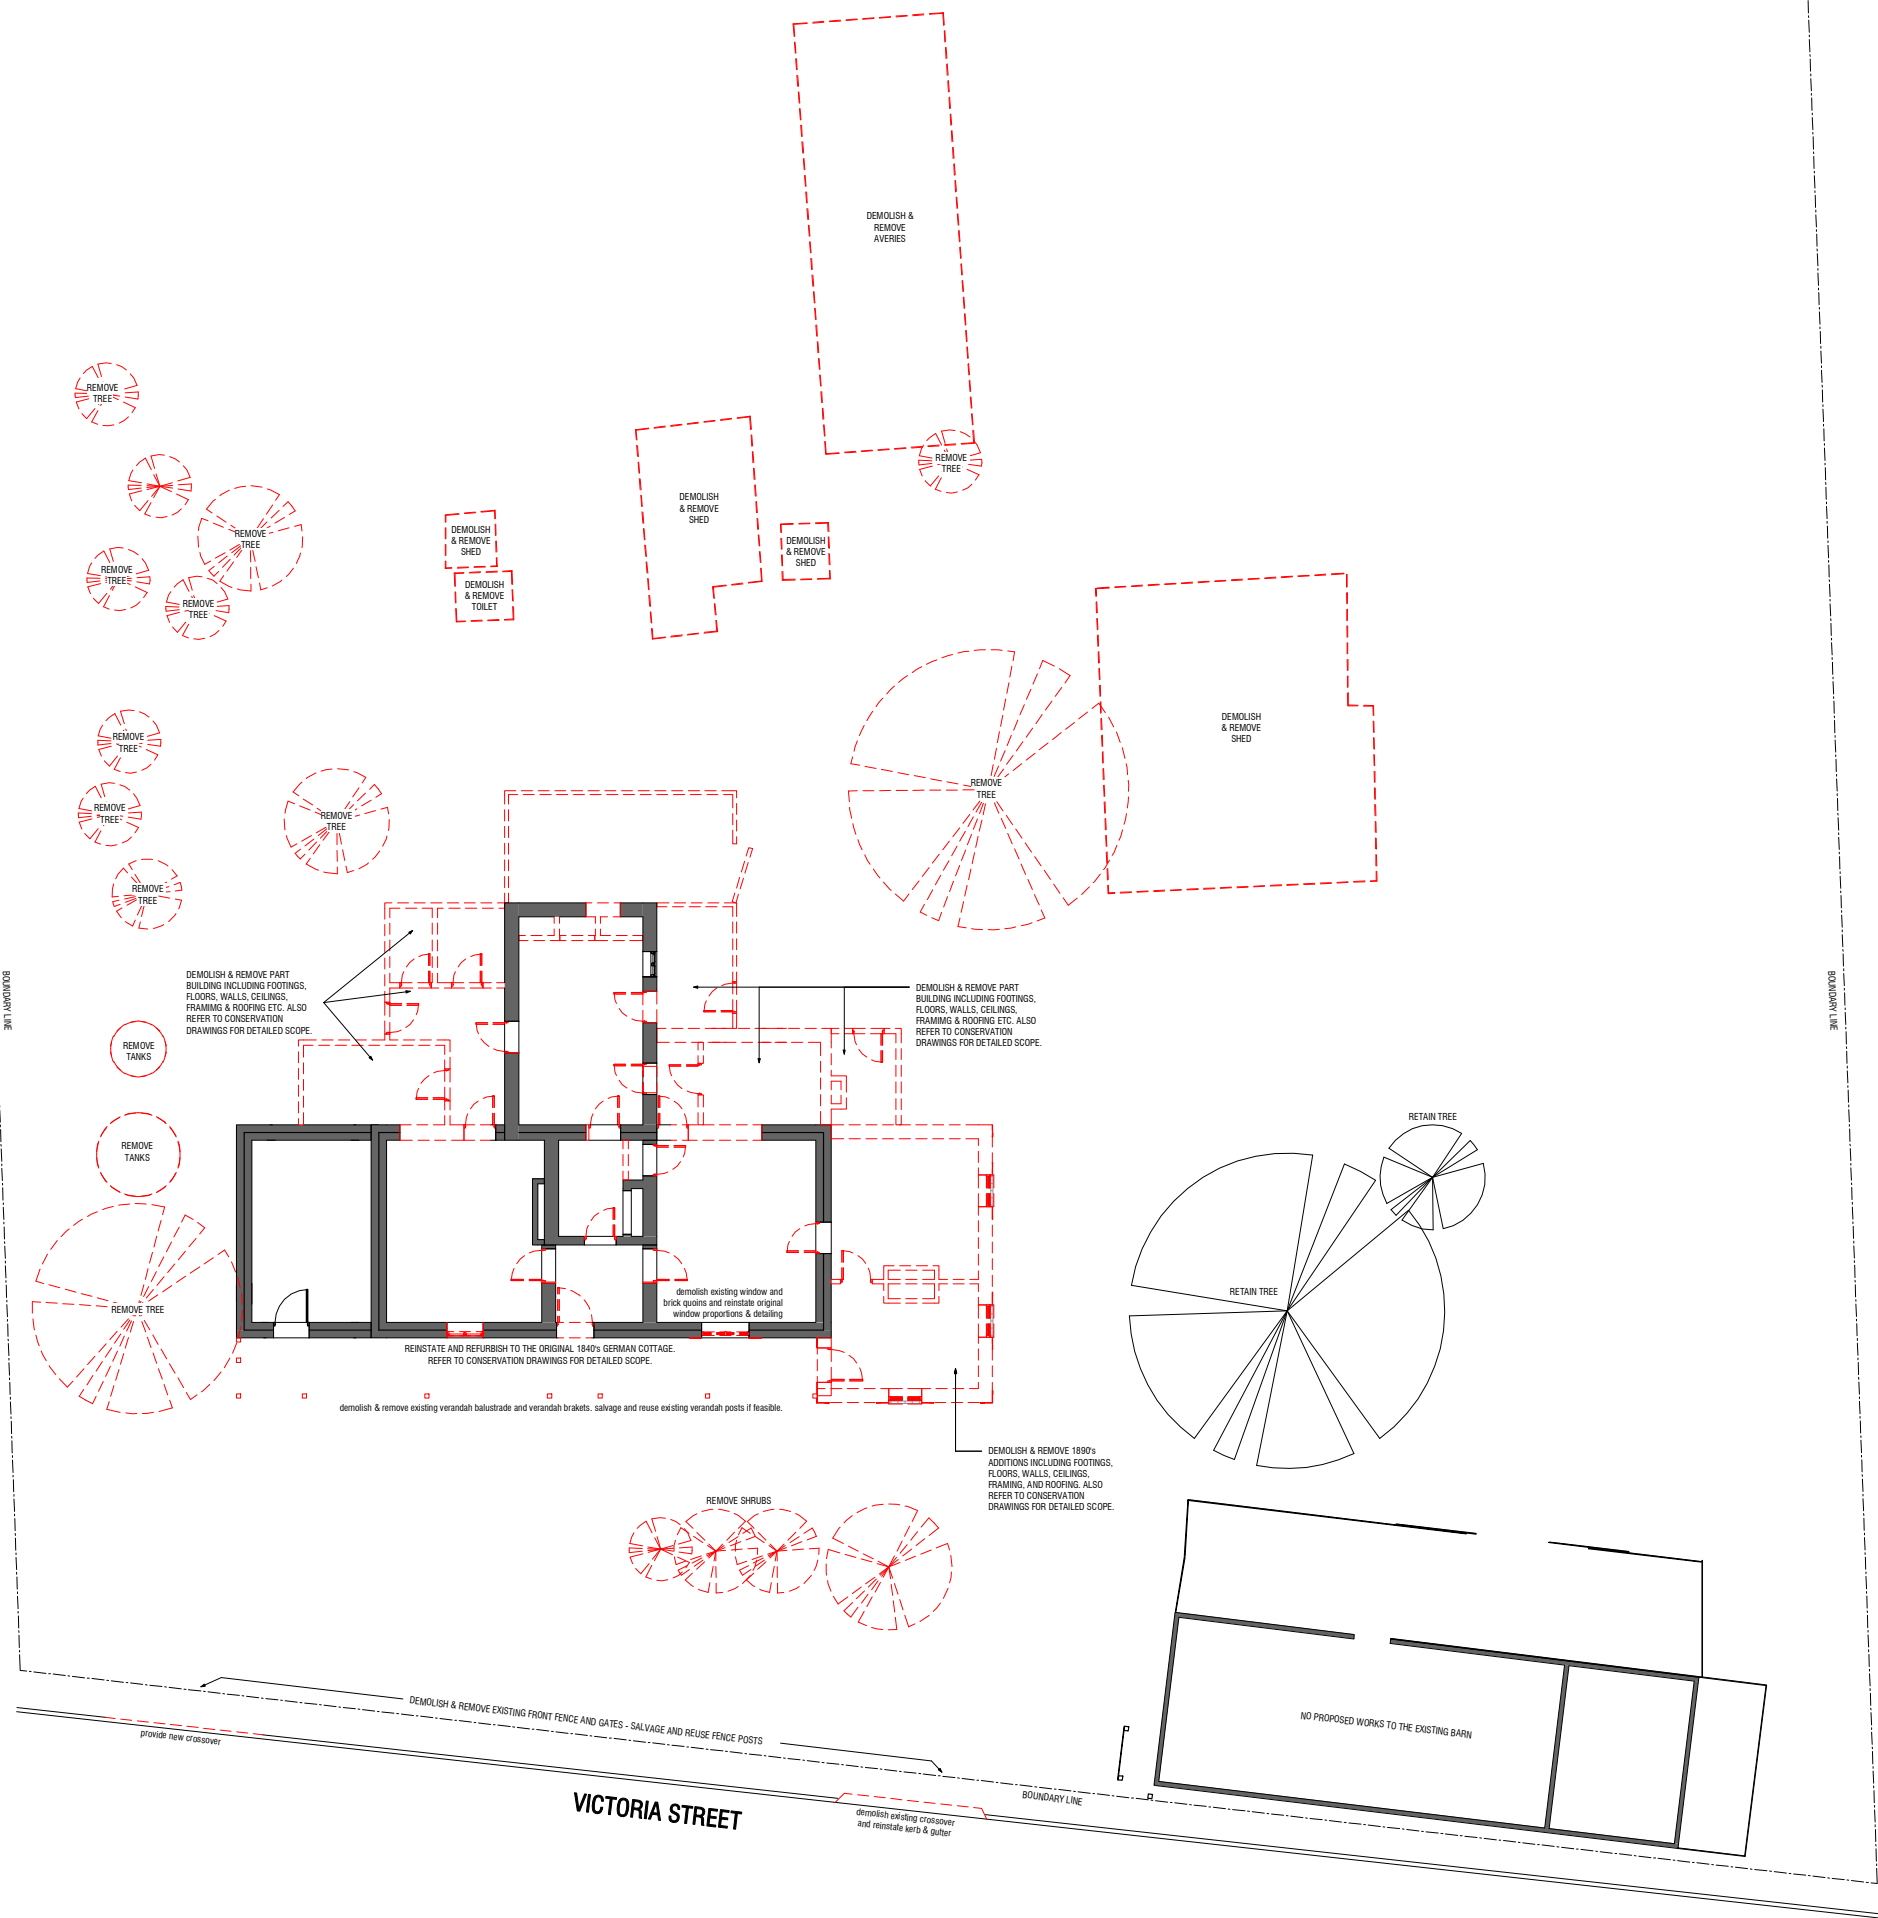 DEMOLISH &
REMOVE
AVERIES
REMOVE
TREE
REMOVE
TREE
DEMOLISH
& REMOVE
SHED
DEMOLISH
& REMOVE
SHED
REMOVE
TREE
DEMOLISH
& REMOVE
SHED
REMOVE
TREE
DEMOLISH
& REMOVE
TOILET
REMOVE
TREE
DEMOLISH
& REMOVE
SHED
REMOVE
TREE
REMOVE
TREE
REMOVE
TREE
REMOVE
TREE
REMOVE
TREE
BOUNDARY LINE
DEMOLISH & REMOVE PART
BUILDING INCLUDING FOOTINGS,
FLOORS, WALLS, CEILINGS,
FRAMIMG & ROOFING ETC. ALSO
REFER TO CONSERVATION
DRAWINGS FOR DETAILED SCOPE.
DEMOLISH & REMOVE PART
BUILDING INCLUDING FOOTINGS,
FLOORS, WALLS, CEILINGS,
FRAMIMG & ROOFING ETC. ALSO
REFER TO CONSERVATION
DRAWINGS FOR DETAILED SCOPE.
BOUNDARY LINE
REMOVE
TANKS
REMOVE
TANKS
RETAIN TREE
RETAIN TREE
REMOVE TREE
demolish existing window and
brick quoins and reinstate original
window proportions & detailing
REINSTATE AND REFURBISH TO THE ORIGINAL 1840's GERMAN COTTAGE.
REFER TO CONSERVATION DRAWINGS FOR DETAILED SCOPE.
demolish & remove existing verandah balustrade and verandah brakets. salvage and reuse existing verandah posts if feasible.
DEMOLISH & REMOVE 1890's
ADDITIONS INCLUDING FOOTINGS,
FLOORS, WALLS, CEILINGS,
FRAMING, AND ROOFING. ALSO
REFER TO CONSERVATION
DRAWINGS FOR DETAILED SCOPE.
REMOVE SHRUBS
DEMOLISH & REMOVE EXISTING FRONT FENCE AND GATES - SALVAGE AND REUSE FENCE POSTS
NO PROPOSED WORKS TO THE EXISTING BARN
provide new crossover
BOUNDARY LINE
VICTORIA STREET
demolish existing crossover
and reinstate kerb & gutter